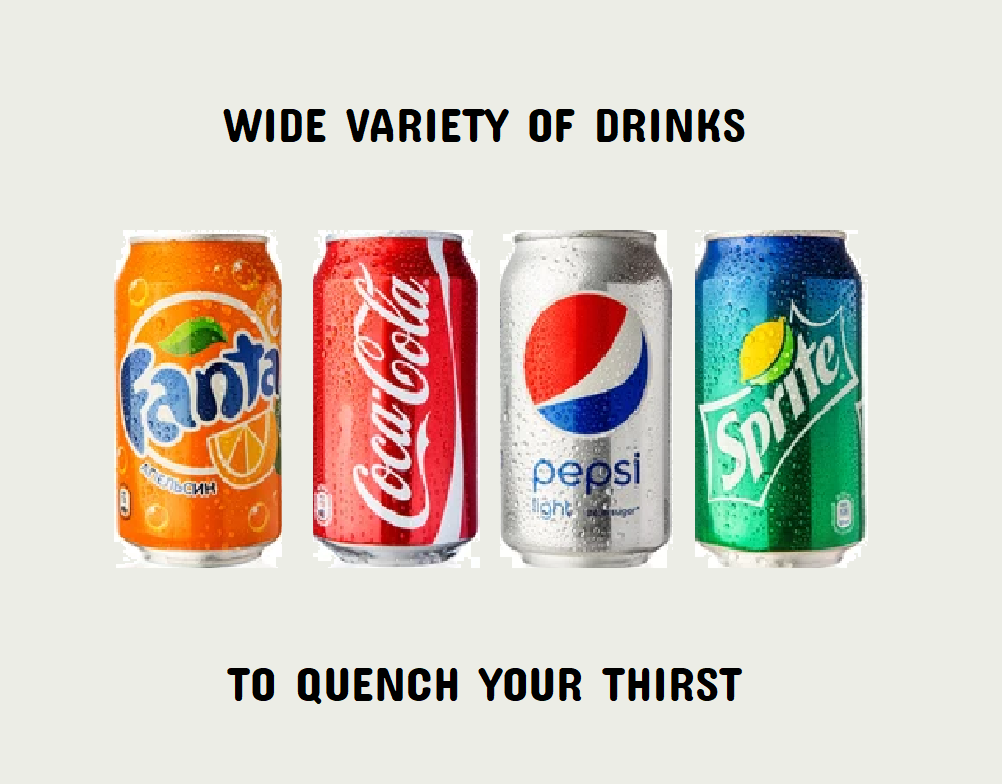 WIDE VARIETY OF DRINKS
Fanta
АПЕЛЬСИН
Coca-Cola
pepsi
light
Sprite
TO QUENCH YOUR THIRST